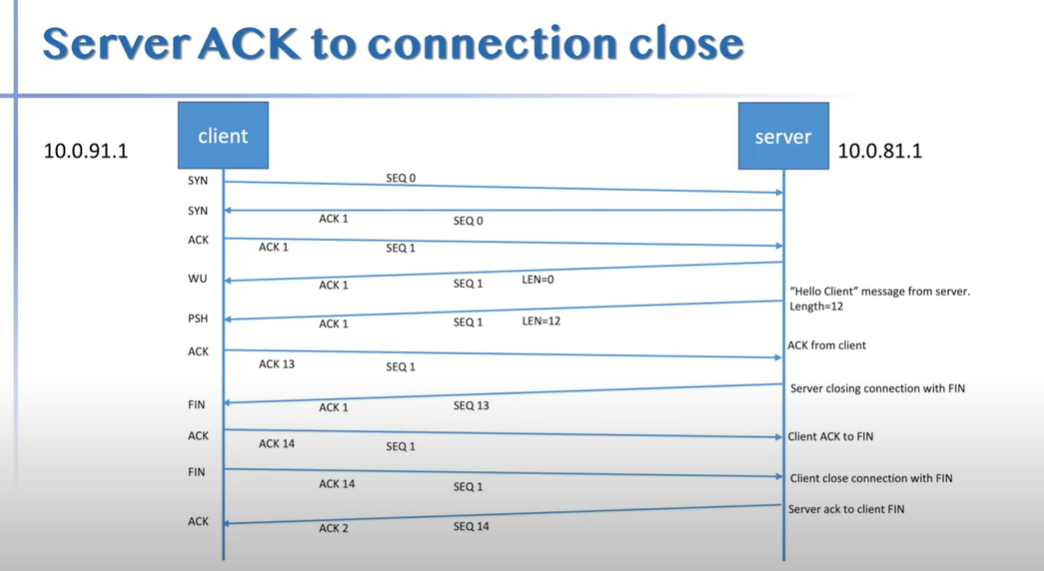 Server ACK to connection close
client
server
10.0.91.1
10.0.81.1
SYN
SEQ 0
SYN
ACK 1
SEQ 0
ACK
ACK 1
SEQ 1
WU
ACK 1
SEQ 1
LEN=0
"Hello Client" message from server.
Length=12
PSH
ACK 1
SEQ 1
LEN=12
ACK from client
ACK
ACK 13
SEQ 1
Server closing connection with FIN
FIN
ACK 1
SEQ 13
ACK
ACK 14
SEQ 1
Client ACK to FIN
FIN
ACK 14
SEQ 1
Client close connection with FIN
Server ack to client FIN
ACK
ACK 2
SEQ 14